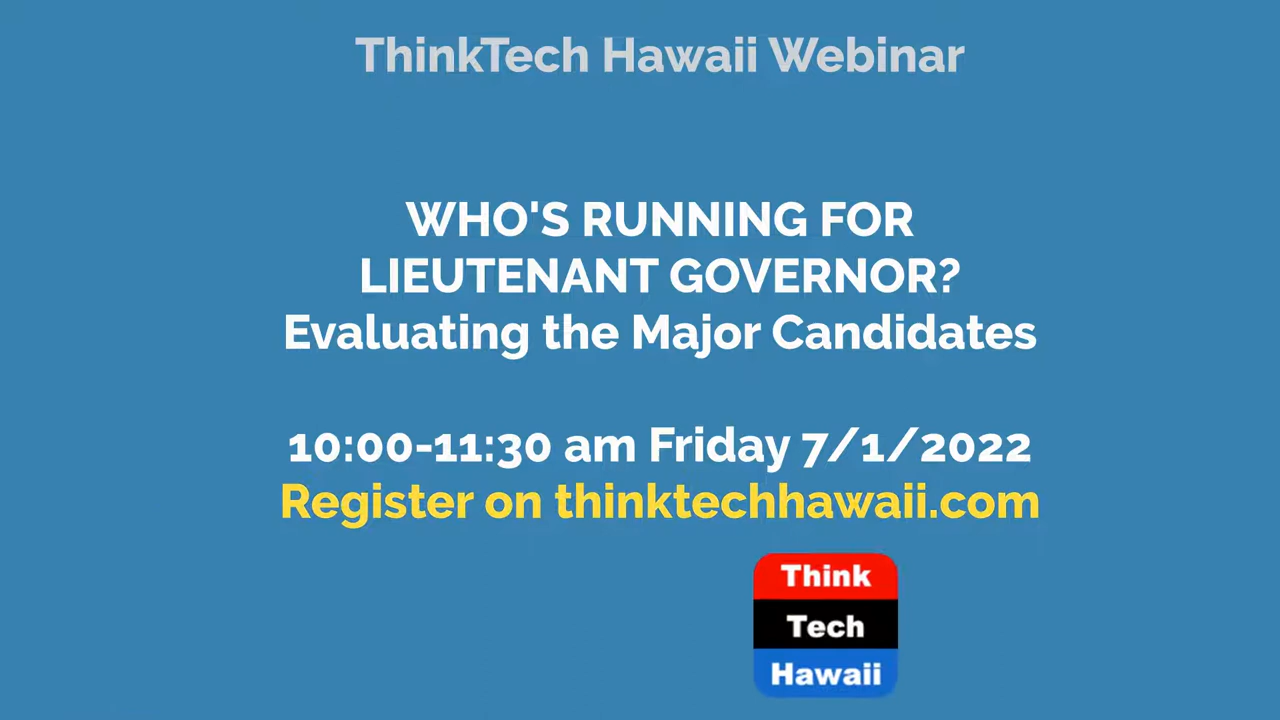 ThinkTech Hawaii Webinar
WHO'S RUNNING FOR
LIEUTENANT GOVERNOR?
Evaluating the Major Candidates
10:00-11:30 am Friday 7/1/2022
Register on thinktechhawaii.com
Think
Tech
Hawaii